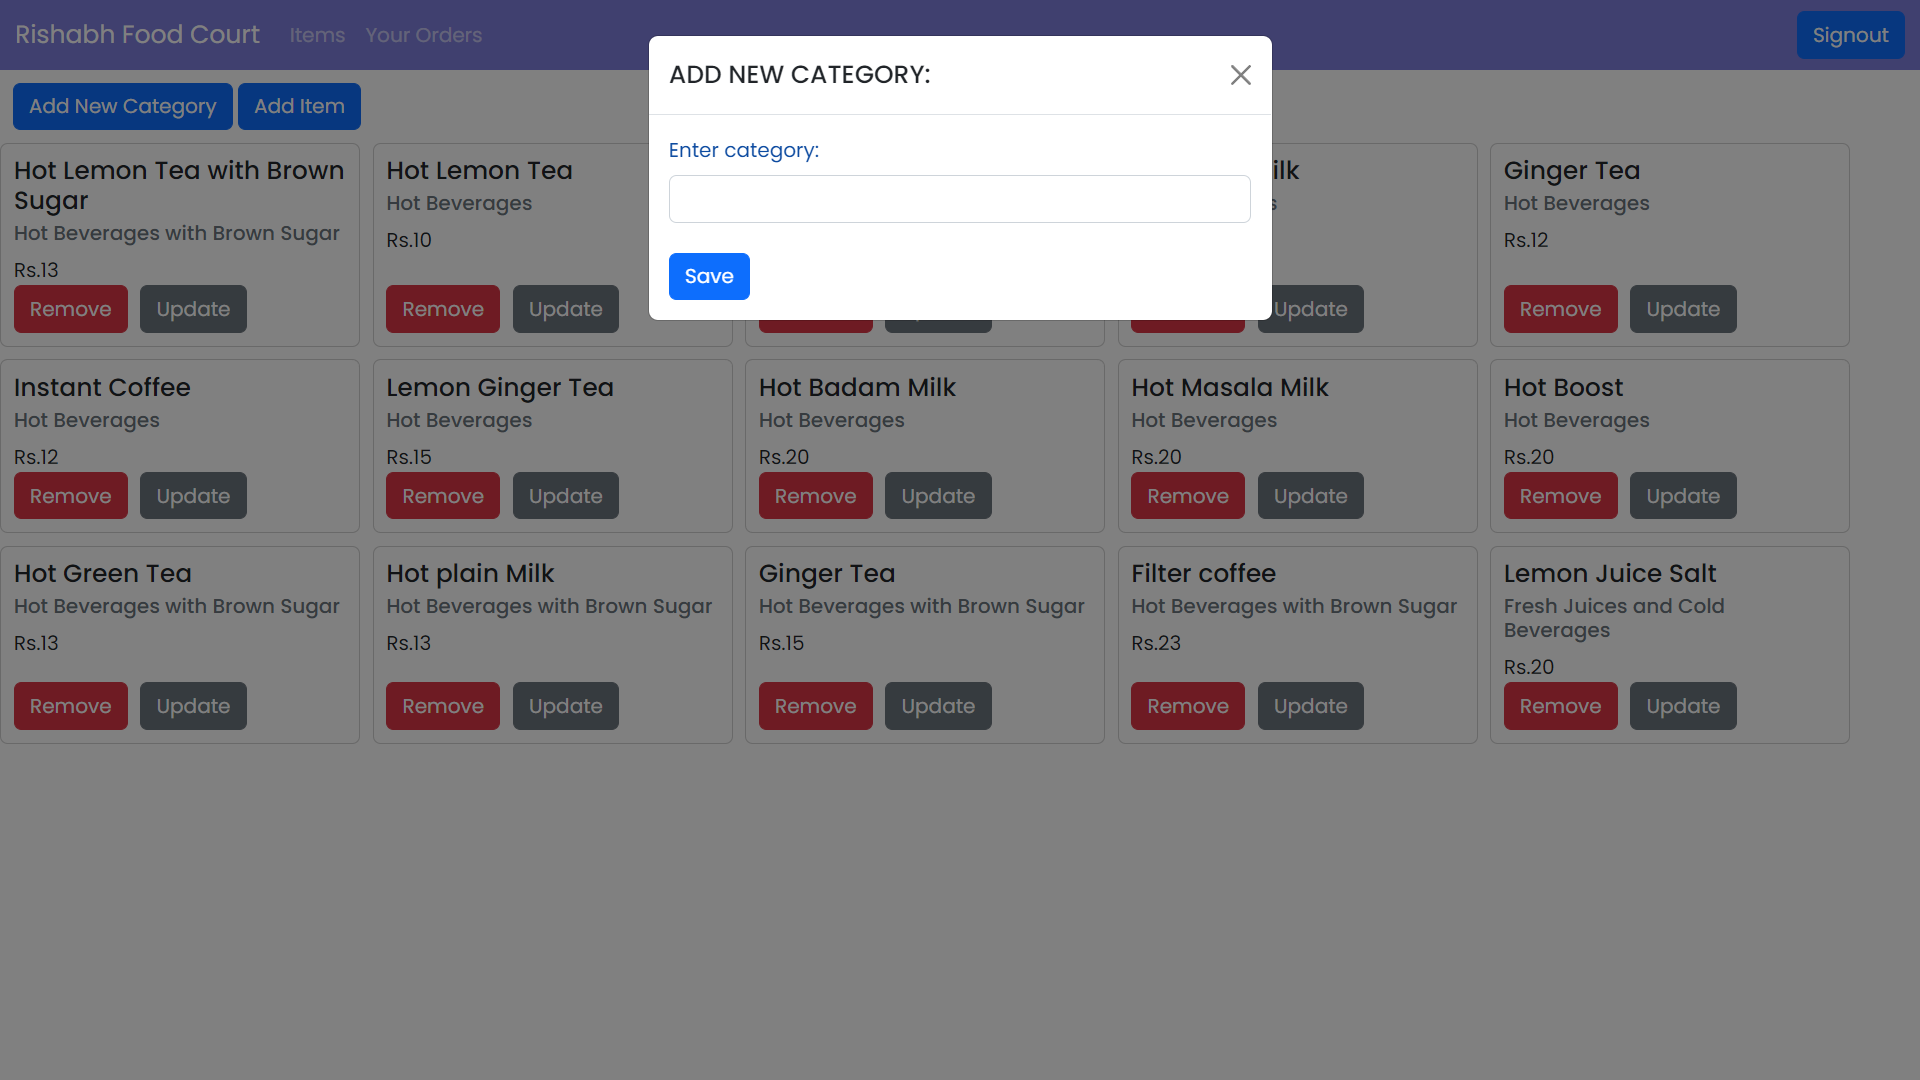 Rishabh Food Court
Items
Your Orders
Signout
ADD NEW CATEGORY:
Enter category:
Save
Add New Category
Add Item
Hot Lemon Tea with Brown
Sugar
Hot Beverages with Brown Sugar
Rs.13
Remove
Update
Hot Lemon Tea
Hot Beverages
Rs.10
Remove
Update
Update
Ginger Tea
Hot Beverages
Rs.12
Remove
Update
Instant Coffee
Hot Beverages
Rs.12
Remove
Update
Lemon Ginger Tea
Hot Beverages
Rs.15
Remove
Update
Hot Badam Milk
Hot Beverages
Rs.20
Remove
Update
Hot Masala Milk
Hot Beverages
Rs.20
Remove
Update
Hot Boost
Hot Beverages
Rs.20
Remove
Update
Hot Green Tea
Hot Beverages with Brown Sugar
Rs.13
Remove
Update
Hot plain Milk
Hot Beverages with Brown Sugar
Rs.13
Remove
Update
Ginger Tea
Hot Beverages with Brown Sugar
Rs.15
Remove
Update
Filter coffee
Hot Beverages with Brown Sugar
Rs.23
Remove
Update
Lemon Juice Salt
Fresh Juices and Cold
Beverages
Rs.20
Remove
Update